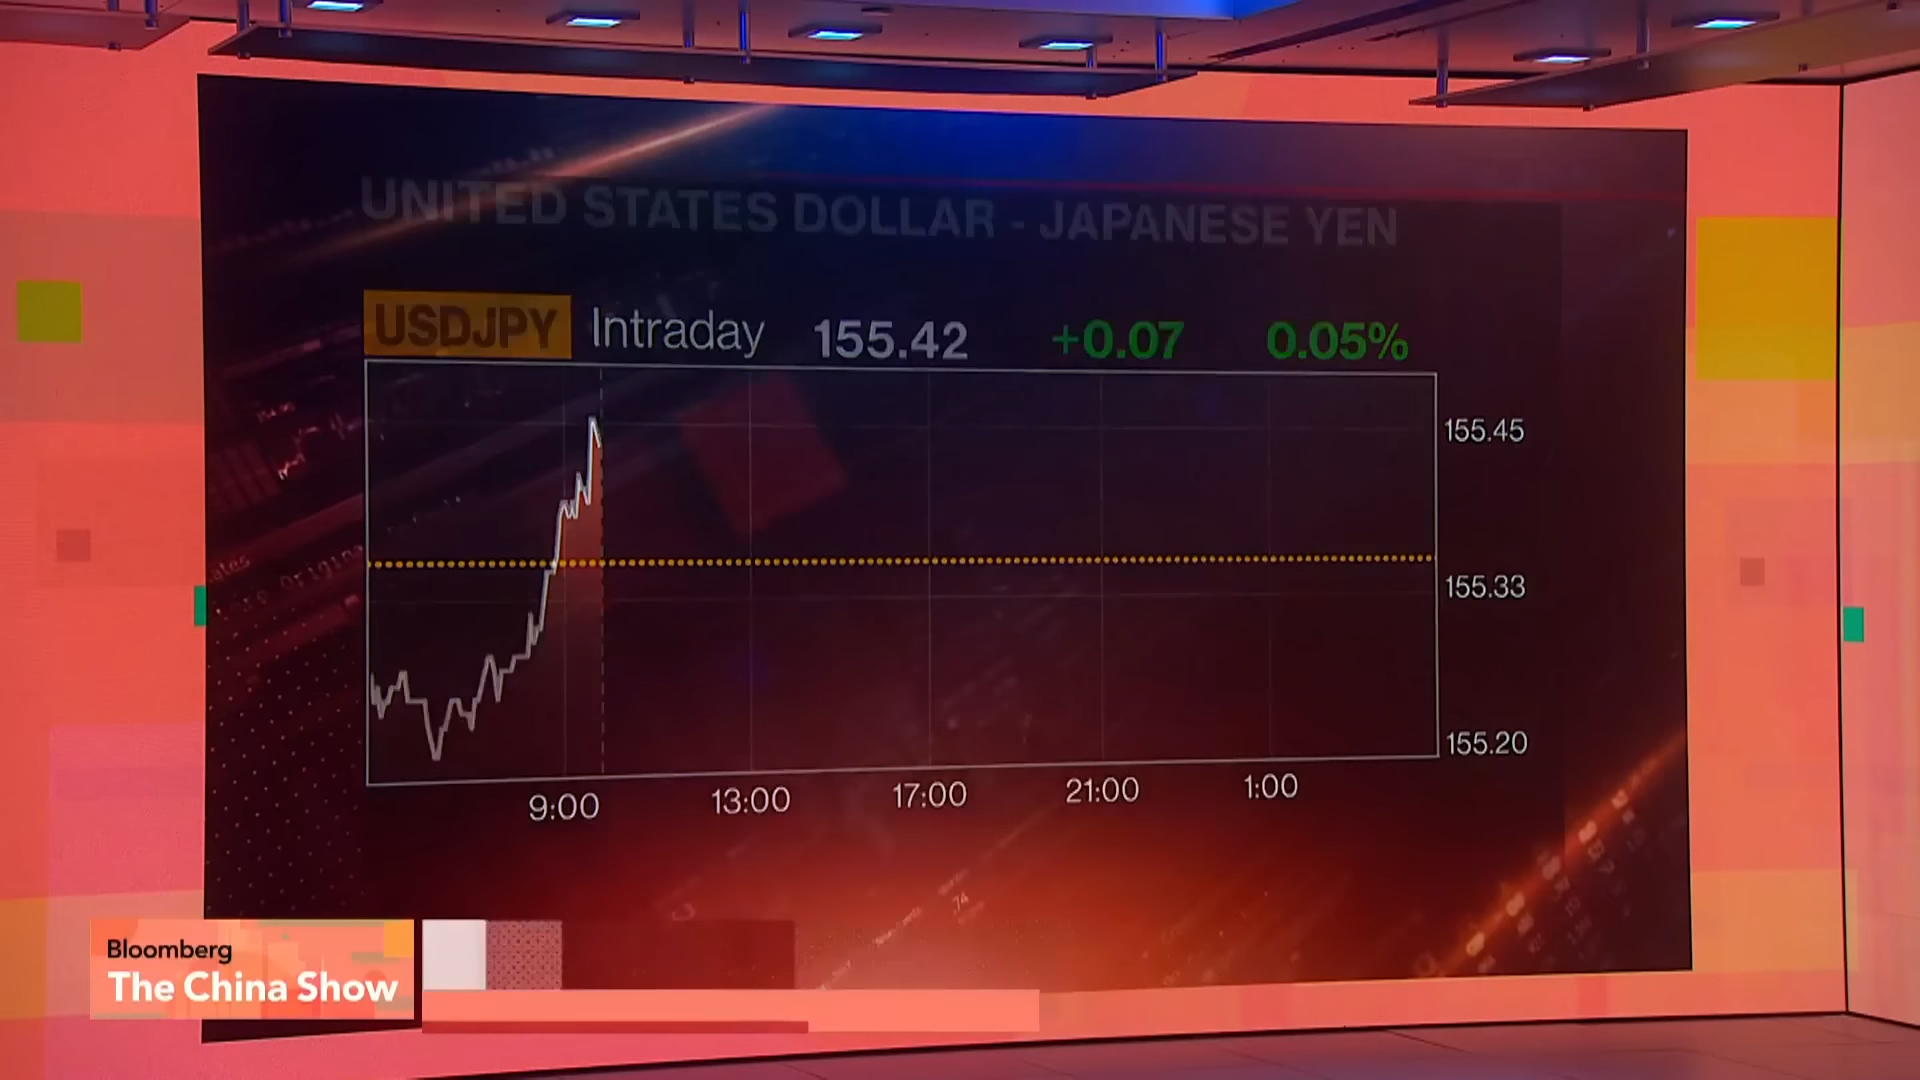 UNITED STATES DOLLAR - JAPANESE YEN
USDJPY Intraday 155.42 +0.07 0.05%
155.45
155.33
155.20
9:00 13:00 17:00 21:00 1:00
74
Bloomberg
The China Show